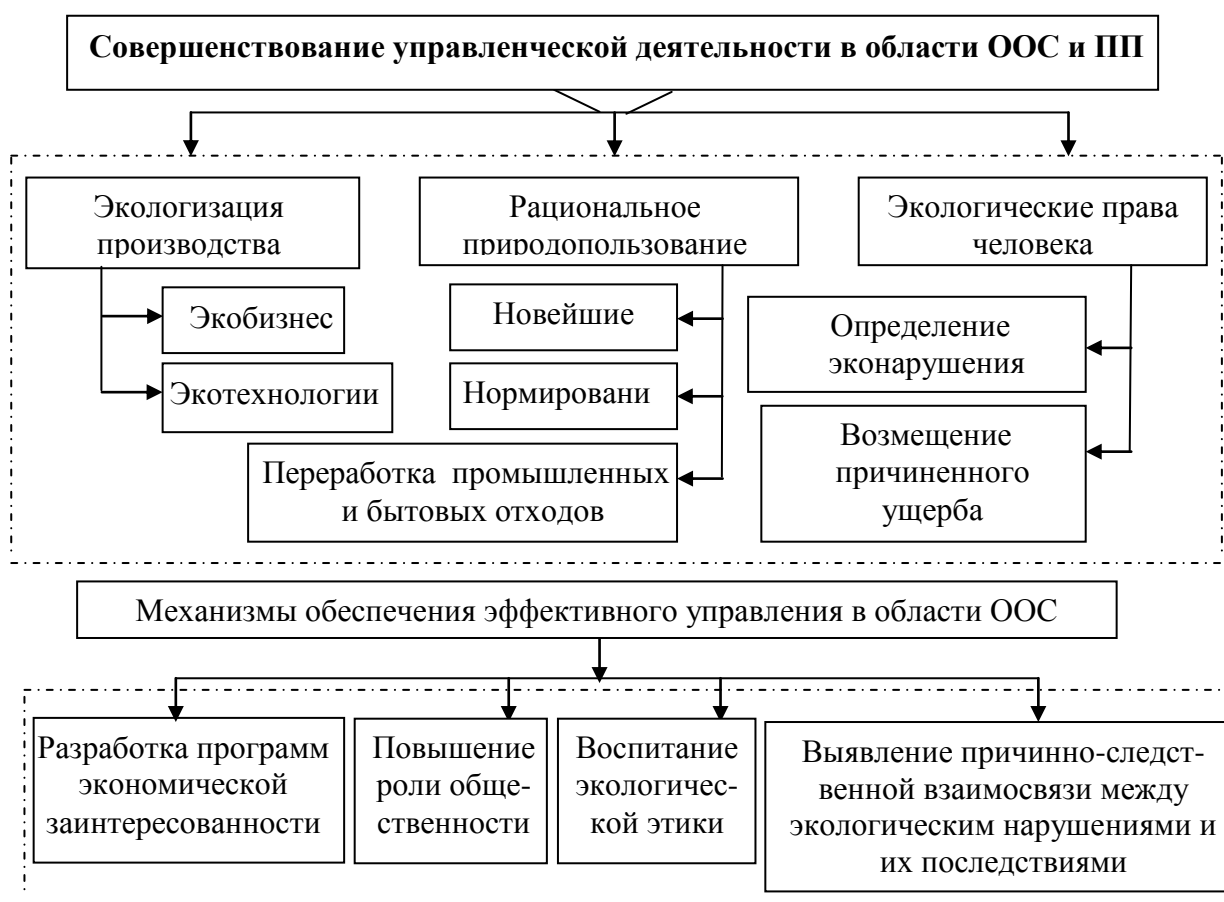 Совершенствование управленческой деятельности в области ООС и ПП
Экологизация
производства
Экобизнес
Экотехнологии
Рациональное
природопользование
Новейшие
Нормировани
Переработка промышленных
и бытовых отходов
Экологические права
человека
Определение
эконарушения
Возмещение
причиненного
ущерба
Механизмы обеспечения эффективного управления в области ООС
Разработка программ
экономической
заинтересованности
Повышение
роли обще-
ственности
Воспитание
экологичес-
кой этики
Выявление причинно-следст-
венной взаимосвязи между
экологическим нарушениями и
их последствиями